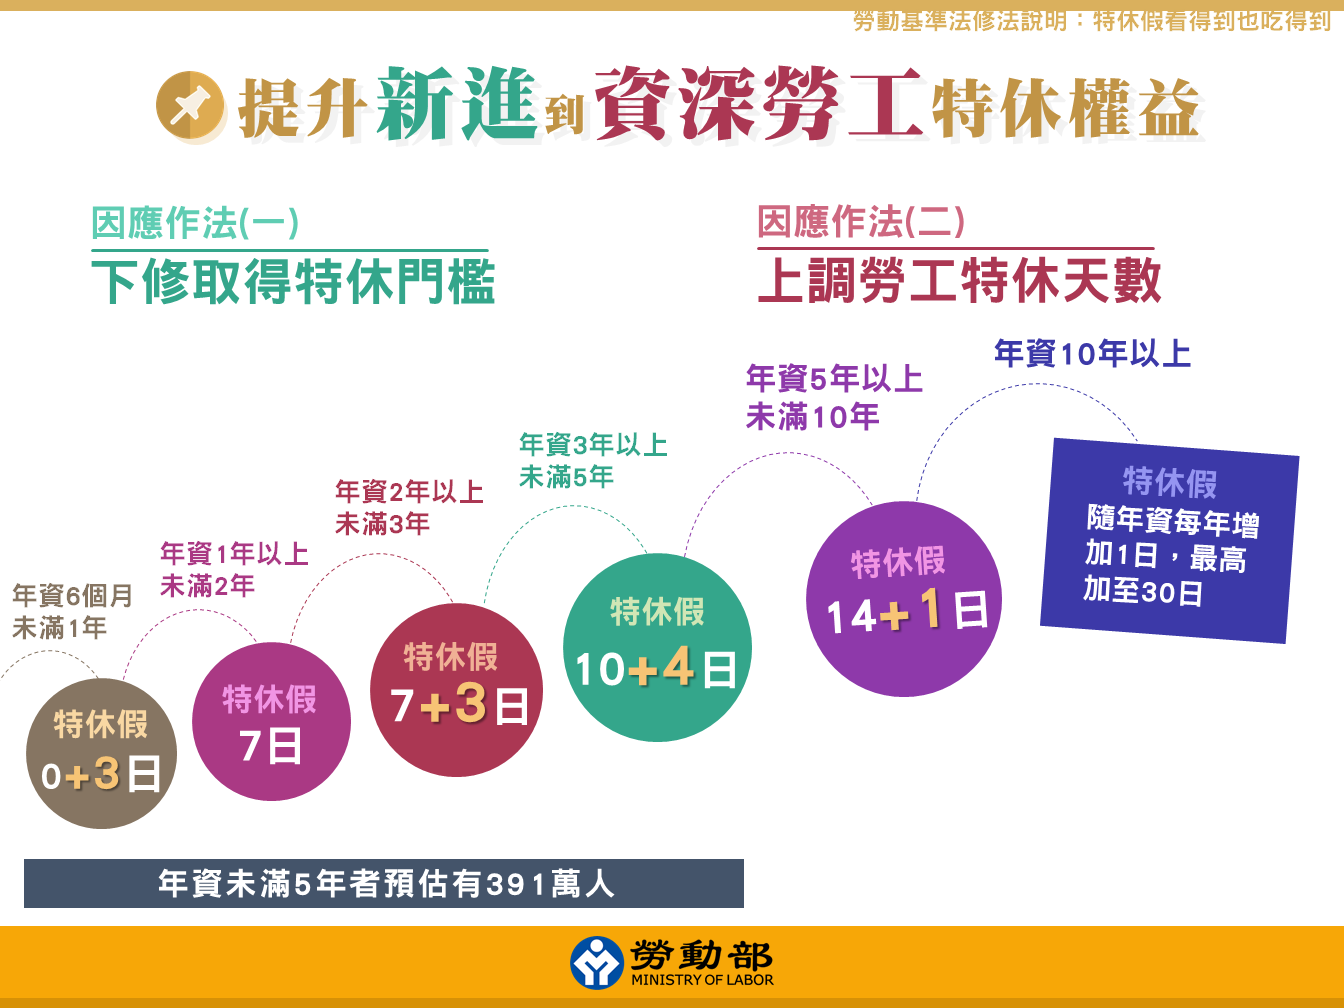 勞動基準法修法說明：特休假看得到也吃得到
提升新進到資深勞工特休權益
因應作法(一)
下修取得特休門檻
因應作法(二)
上調勞工特休天數
年資6個月
未滿1年
特休假
0+3日
年資1年以上
未滿2年
特休假
7日
年資2年以上
未滿3年
特休假
7+3日
年資3年以上
未滿5年
特休假
10+4日
年資5年以上
未滿10年
特休假
14+1日
年資10年以上
特休假
隨年資每年增
加1日，最高
加至30日
年資未滿5年者預估有391萬人
勞動部
MINISTRY OF LABOR